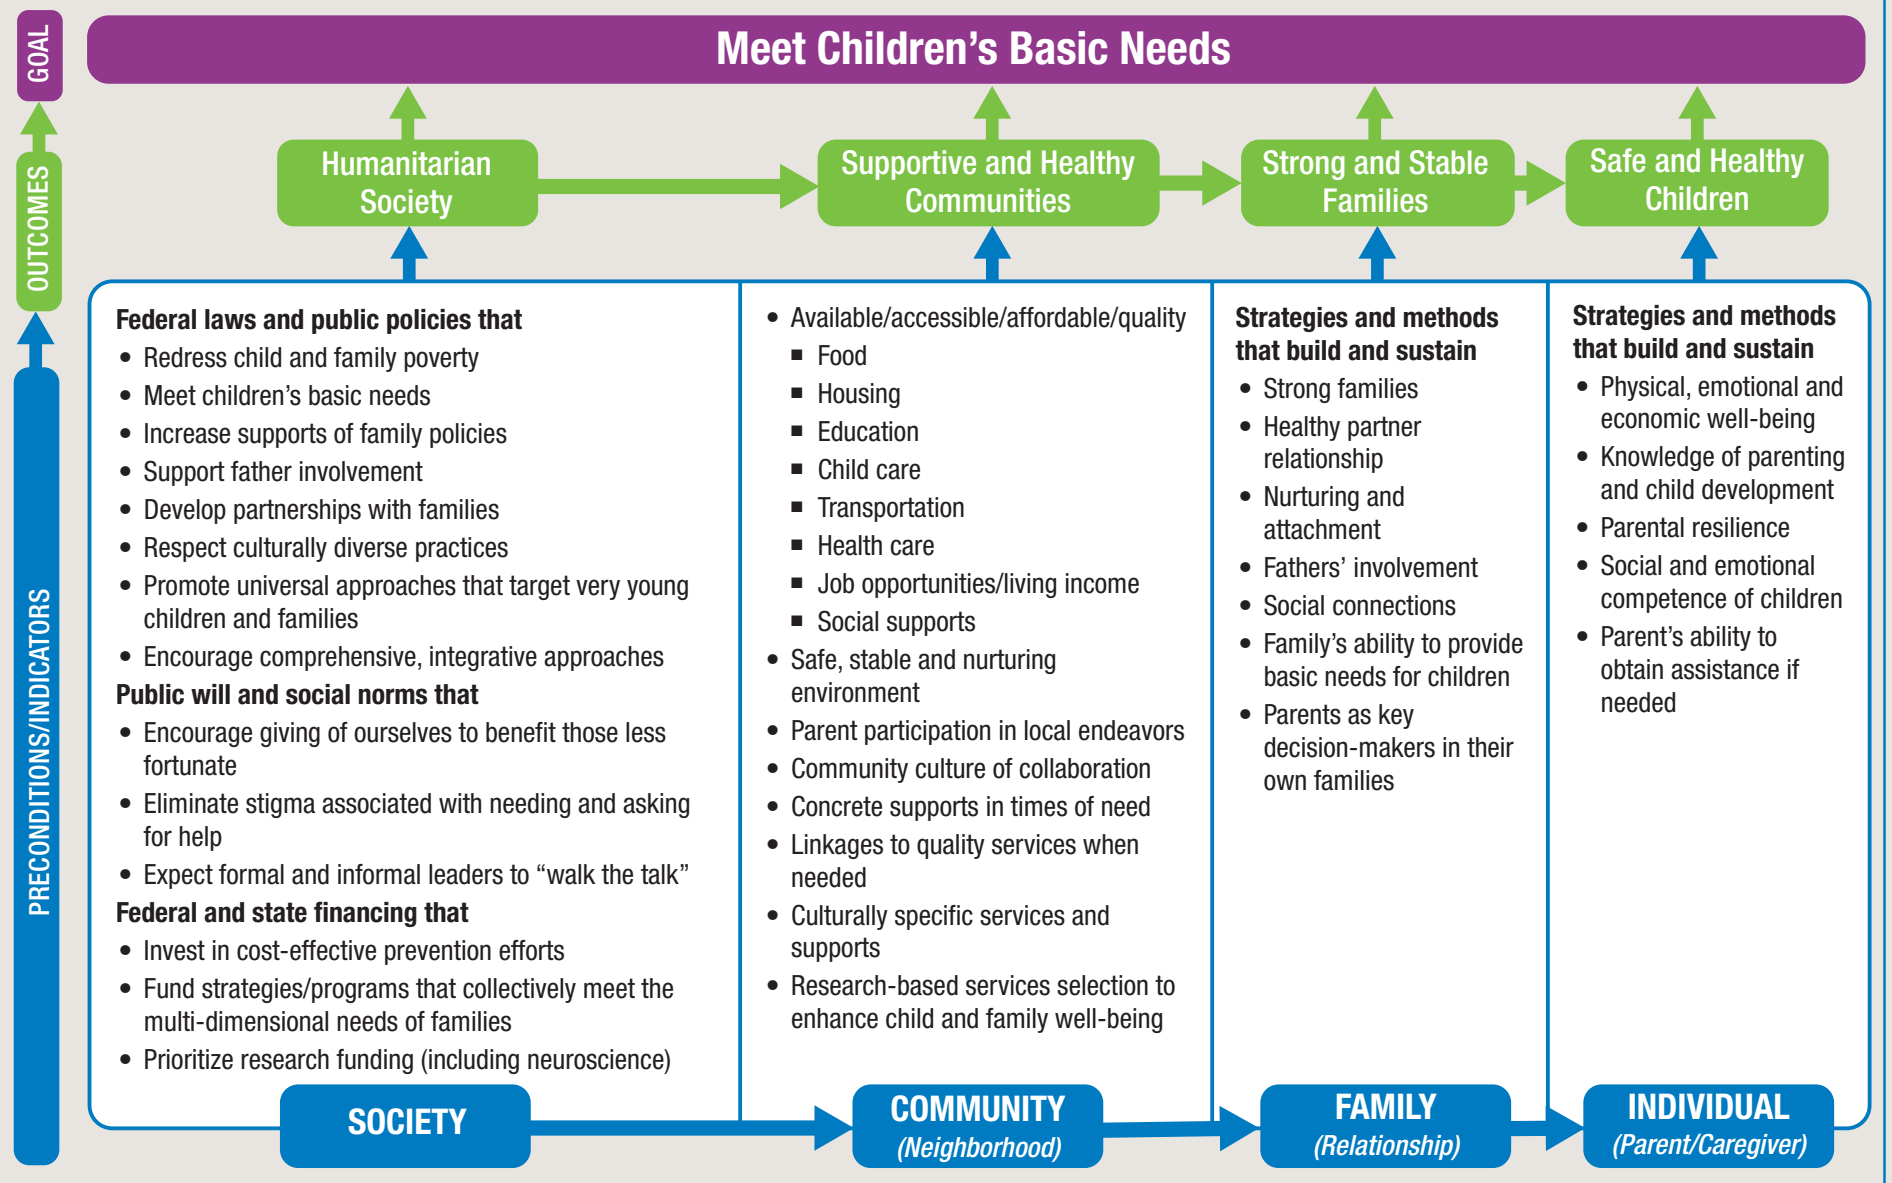 GOAL
Meet Children's Basic Needs
OUTCOMES
Humanitarian
Society
Supportive and Healthy
Communities
Strong and Stable
Families
Safe and Healthy
Children
PRECONDITIONS/INDICATORS
Federal laws and public policies that
• Redress child and family poverty
• Meet children's basic needs
• Increase supports of family policies
• Support father involvement
• Develop partnerships with families
• Respect culturally diverse practices
• Promote universal approaches that target very young
children and families
• Encourage comprehensive, integrative approaches
Public will and social norms that
• Encourage giving of ourselves to benefit those less
fortunate
• Eliminate stigma associated with needing and asking
for help
• Expect formal and informal leaders to “walk the talk”
Federal and state financing that
• Invest in cost-effective prevention efforts
• Fund strategies/programs that collectively meet the
multi-dimensional needs of families
• Prioritize research funding (including neuroscience)
SOCIETY
• Available/accessible/affordable/quality
■ Food
■ Housing
■ Education
■ Child care
■ Transportation
■ Health care
■ Job opportunities/living income
■ Social supports
• Safe, stable and nurturing
environment
• Parent participation in local endeavors
• Community culture of collaboration
• Concrete supports in times of need
• Linkages to quality services when
needed
• Culturally specific services and
supports
• Research-based services selection to
enhance child and family well-being
COMMUNITY
(Neighborhood)
Strategies and methods
that build and sustain
• Strong families
• Healthy partner
relationship
• Nurturing and
attachment
• Fathers' involvement
• Social connections
• Family's ability to provide
basic needs for children
• Parents as key
decision-makers in their
own families
FAMILY
(Relationship)
Strategies and methods
that build and sustain
• Physical, emotional and
economic well-being
• Knowledge of parenting
and child development
• Parental resilience
• Social and emotional
competence of children
• Parent's ability to
obtain assistance if
needed
INDIVIDUAL
(Parent/Caregiver)